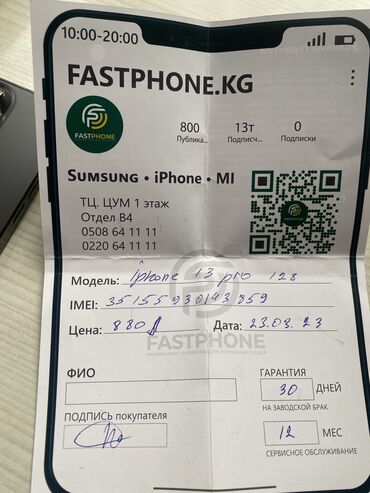 10:00-20:00
FASTPHONE.KG
FASTPHONE
800 13т 0
Публика... Подписч... Подписки
SUMSUNG • iPhone • MI
ТЦ. ЦУМ 1 этаж
Отдел В4
0508 64 11 11
0220 64 11 11
Модель: iphone 13 pro 128
IMEI: 35155930143859
Цена: 880 Дата: 23.03.23
FASTPHONE
ФИО
ГАРАНТИЯ
30 ДНЕЙ
НА ЗАВОДСКОЙ БРАК
ПОДПИСЬ покупателя
12 МЕС
СЕРВИСНОЕ ОБСЛУЖИВАНИЕ